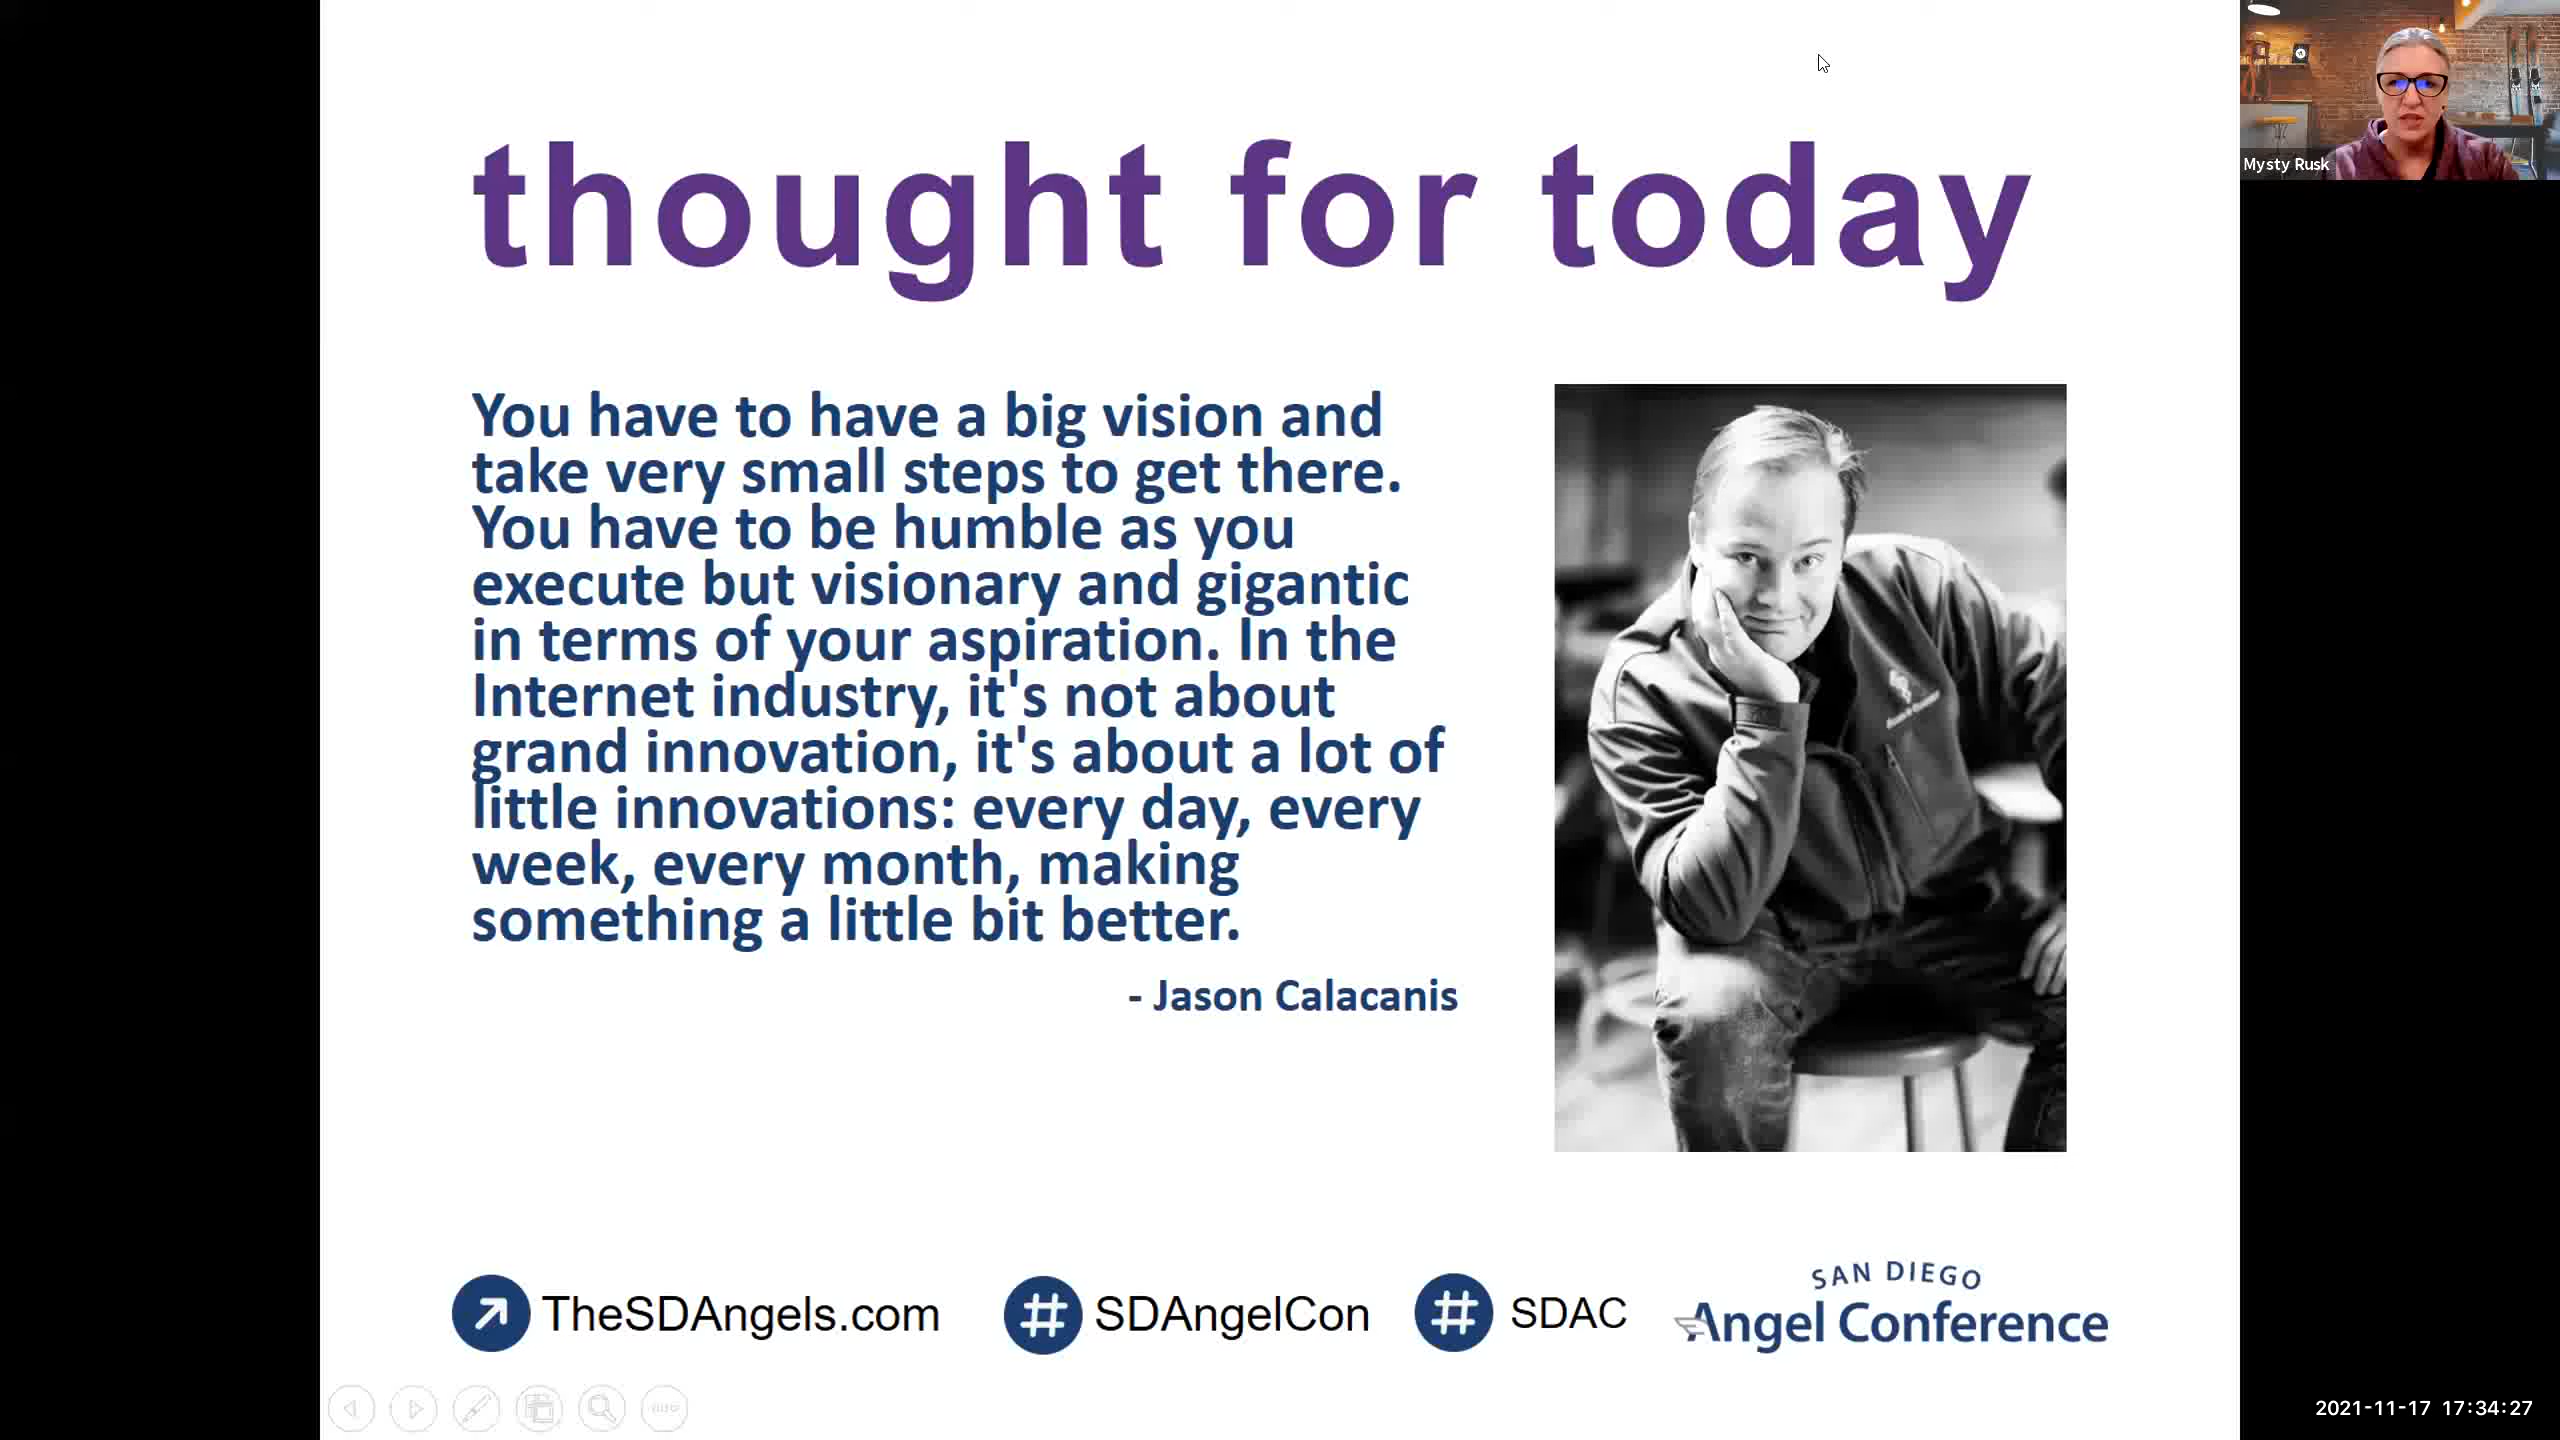 thought for today
You have to have a big vision and
take very small steps to get there.
You have to be humble as you
execute but visionary and gigantic
in terms of your aspiration. In the
Internet industry, it's not about
grand innovation, it's about a lot of
little innovations: every day, every
week, every month, making
something a little bit better.
- Jason Calacanis
Mysty Rusk
TheSDAngels.com
# SDAngelCon
# SDAC
SAN DIEGO
Angel Conference
2021-11-17 17:34:27